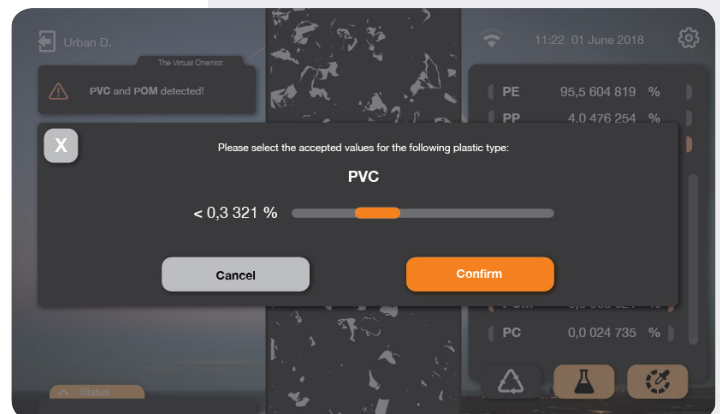 Urban D.
11:22 01 June 2018
The Virtual Chemist
PVC and POM detected!
PE 95,5 604 819 %
PP 4,0 476 254 %
X
Please select the accepted values for the following plastic type:
PVC
< 0,3 321 %
Cancel
Confirm
PC 0,0 024 735 %
Status